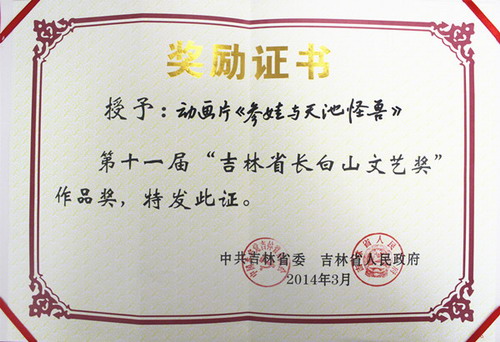 奖励证书
授予：动画片《参娃与天池怪兽》
第十一届“吉林省长白山文艺奖”
作品奖，特发此证。
中共吉林省委 吉林省人民政府
2014年3月